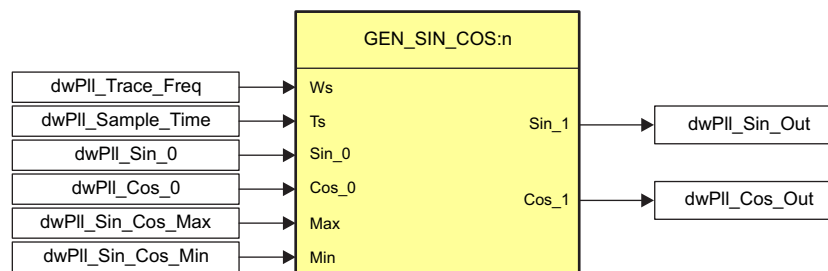 GEN_SIN_COS:n
dwPll_Trace_Freq
Ws
dwPll_Sample_Time
Ts
Sin_1
dwPll_Sin_Out
dwPll_Sin_0
Sin_0
dwPll_Cos_0
Cos_0
Cos_1
dwPll_Cos_Out
dwPll_Sin_Cos_Max
Max
dwPll_Sin_Cos_Min
Min